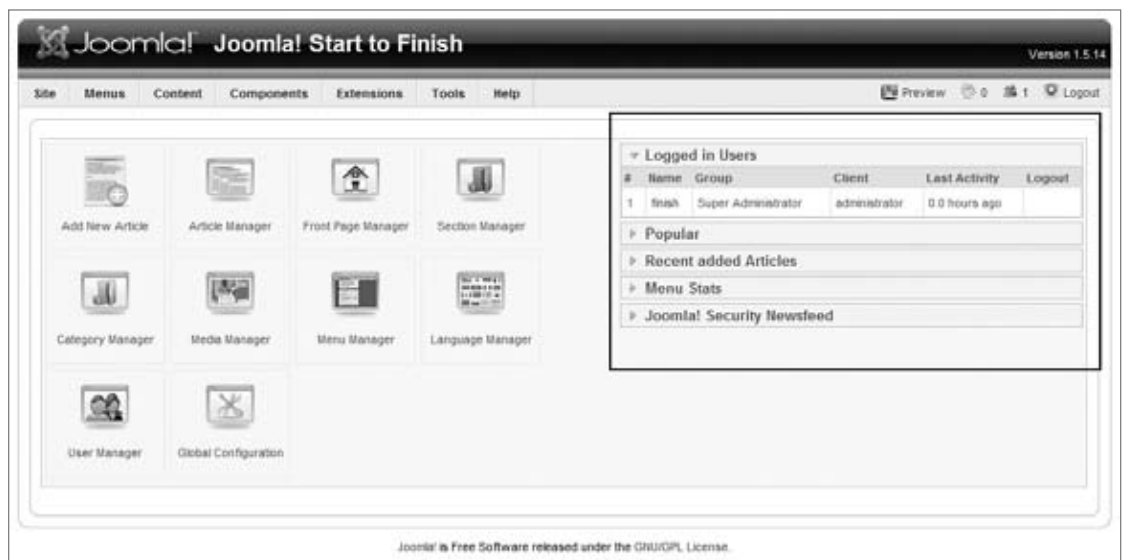 Joomla! Joomla! Start to Finish
Version 1.5.14
Site Menus Content Components Extensions Tools Help Preview 0 1 Logout
Add New Article Article Manager Front Page Manager Section Manager
Category Manager Media Manager Menu Manager Language Manager
User Manager Global Configuration
Logged in Users
# Name Group Client Last Activity Logout
1 finish Super Administrator administrator 0.0 hours ago
Popular
Recent added Articles
Menu Stats
Joomla! Security Newsfeed
Joomla! is Free Software released under the GNU/GPL License.